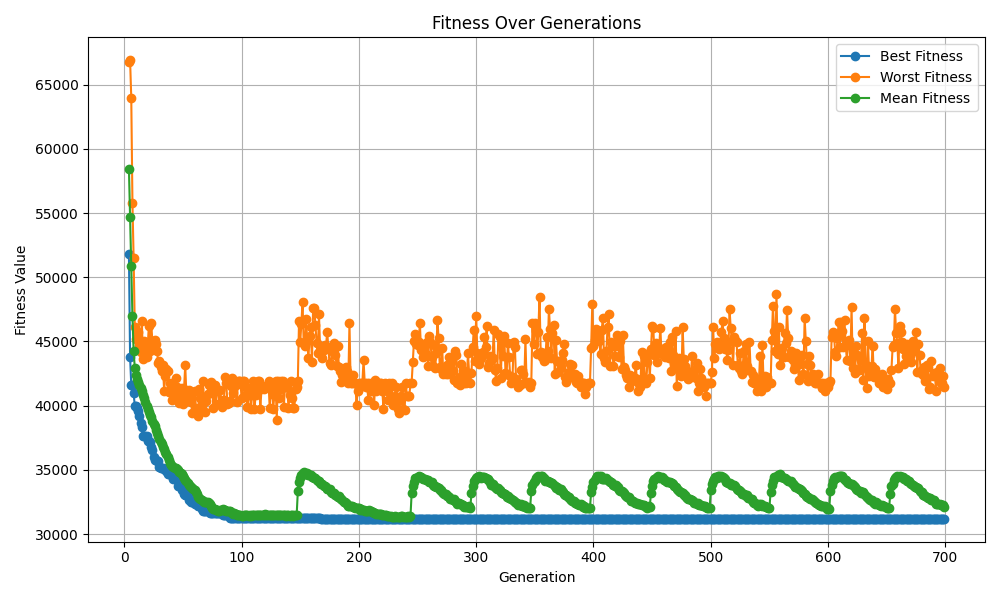 Fitness Over Generations
Best Fitness
Worst Fitness
Mean Fitness
Fitness Value
65000
60000
55000
50000
45000
40000
35000
30000
0 100 200 300 400 500 600 700
Generation